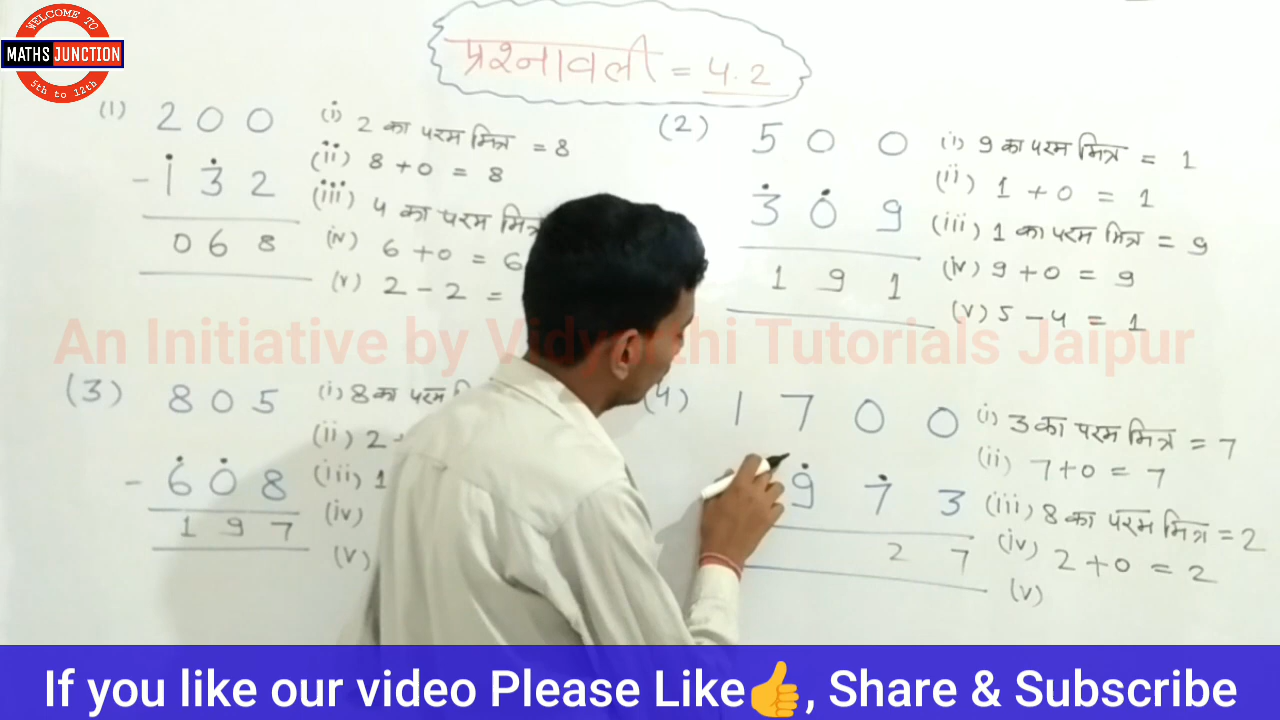 WELCOME TO
MATHS JUNCTION
5th to 12th
प्रश्नावली = 4.2
(1) 200
- 132
068
(i) 2 का परम मित्र = 8
(ii) 8 + 0 = 8
(iii) 4 का परम मित्र
(iv) 6 + 0 = 6
(v) 2 - 2 =
(2) 500
309
191
(i) 9 का परम मित्र = 1
(ii) 1 + 0 = 1
(iii) 1 का परम मित्र = 9
(iv) 9 + 0 = 9
(v) 5 - 4 = 1
An Initiative by Vidyarthi Tutorials Jaipur
(3) 805
- 608
197
(i) 8 का परम
(ii) 2
(iii) 1
(iv)
(v)
(4) 1700
973
27
(i) 3 का परम मित्र = 7
(ii) 7 + 0 = 7
(iii) 8 का परम मित्र = 2
(iv) 2 + 0 = 2
(v)
If you like our video Please Like👍, Share & Subscribe